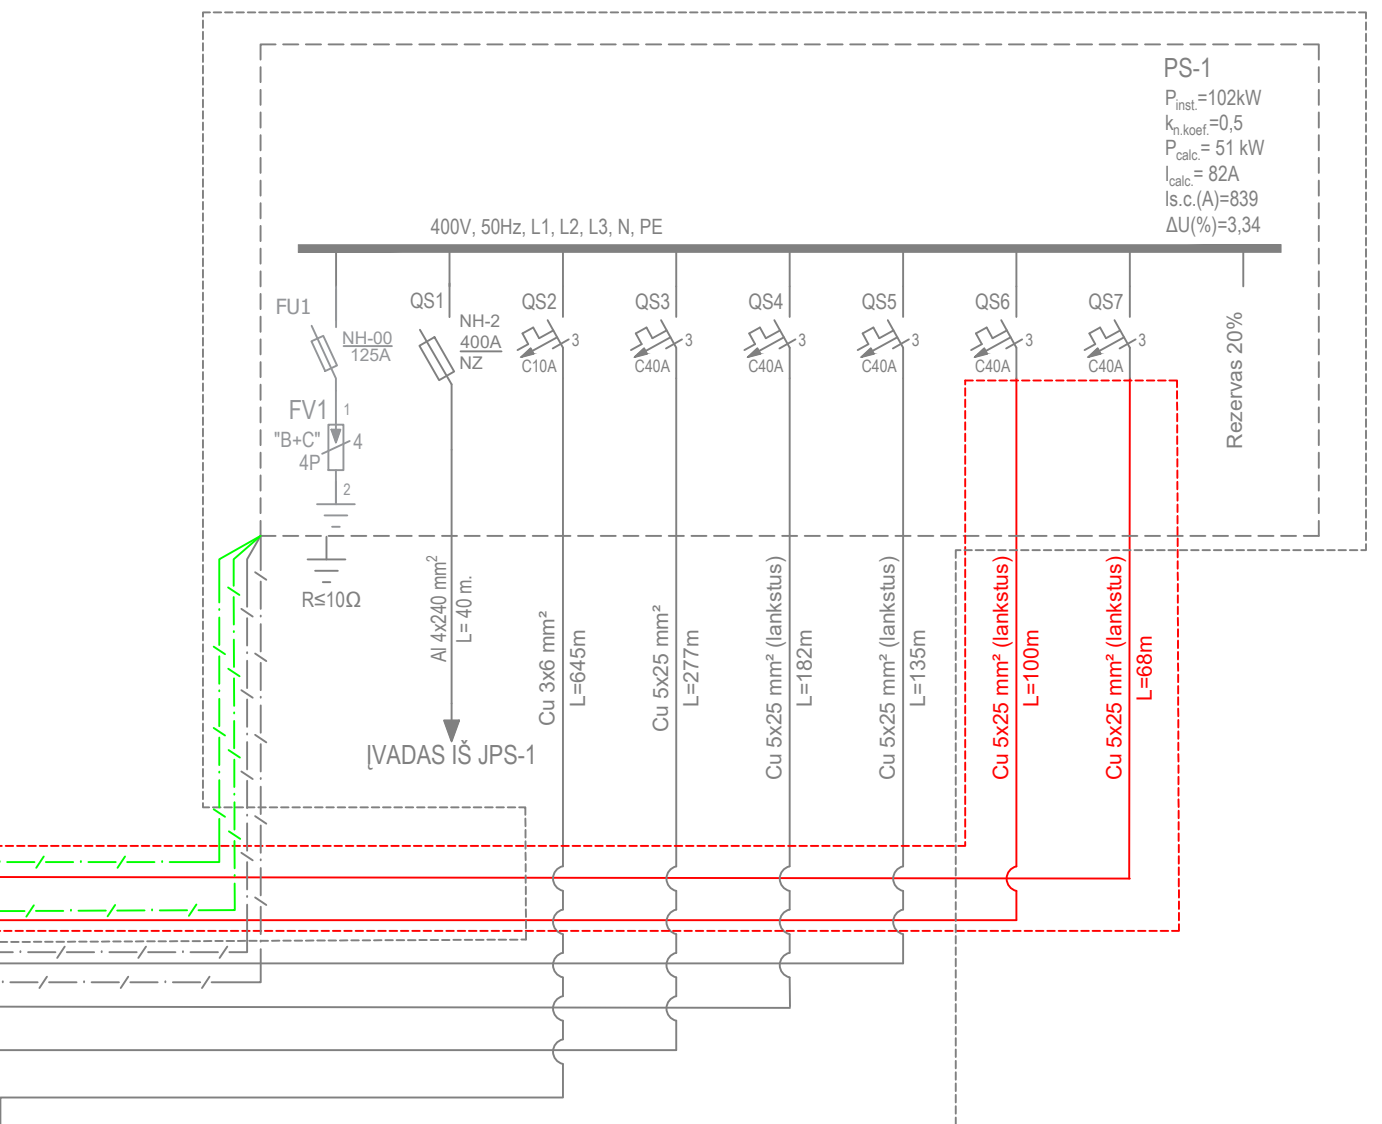 PS-1
Pinst.=102kW
kn.koef.=0,5
Pcalc.= 51 kW
Icalc.= 82A
Is.c.(A)=839
ΔU(%)=3,34
400V, 50Hz, L1, L2, L3, N, PE
FU1
NH-00
125A
QS1
NH-2
400A
NZ
QS2
3
C10A
QS3
3
C40A
QS4
3
C40A
QS5
3
C40A
QS6
3
C40A
QS7
3
C40A
Rezervas 20%
FV1
1
"B+C"
4
4P
2
R≤10Ω
Al 4x240 mm²
L= 40 m.
ĮVADAS IŠ JPS-1
Cu 3x6 mm²
L=645m
Cu 5x25 mm²
L=277m
Cu 5x25 mm² (lankstus)
L=182m
Cu 5x25 mm² (lankstus)
L=135m
Cu 5x25 mm² (lankstus)
L=100m
Cu 5x25 mm² (lankstus)
L=68m